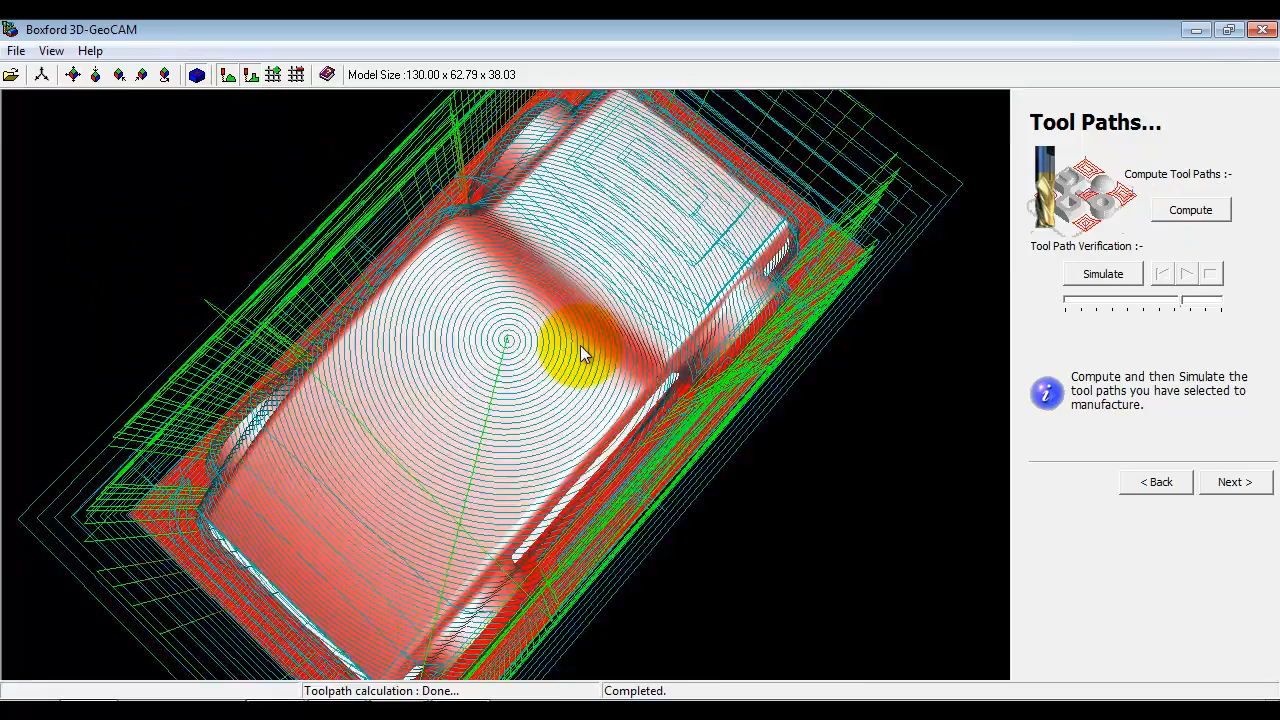 Boxford 3D-GeoCAM
File View Help
Model Size :130.00 x 62.79 x 38.03
Tool Paths...
Compute Tool Paths :-
Compute
Tool Path Verification :-
Simulate
Compute and then Simulate the
tool paths you have selected to
manufacture.
< Back Next >
Toolpath calculation : Done... Completed.